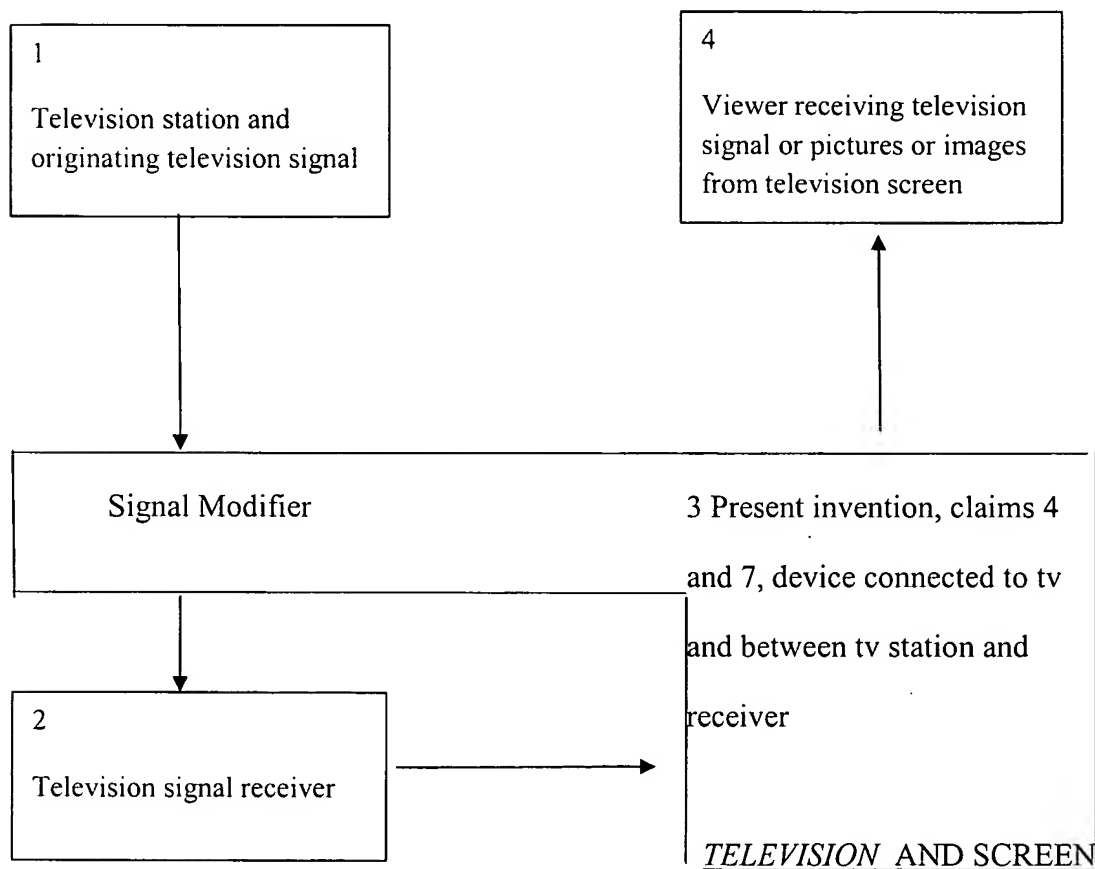 1
Television station and
originating television signal
4
Viewer receiving television
signal or pictures or images
from television screen
Signal Modifier
3 Present invention, claims 4
and 7, device connected to tv
and between tv station and
receiver
2
Television signal receiver
TELEVISION AND SCREEN